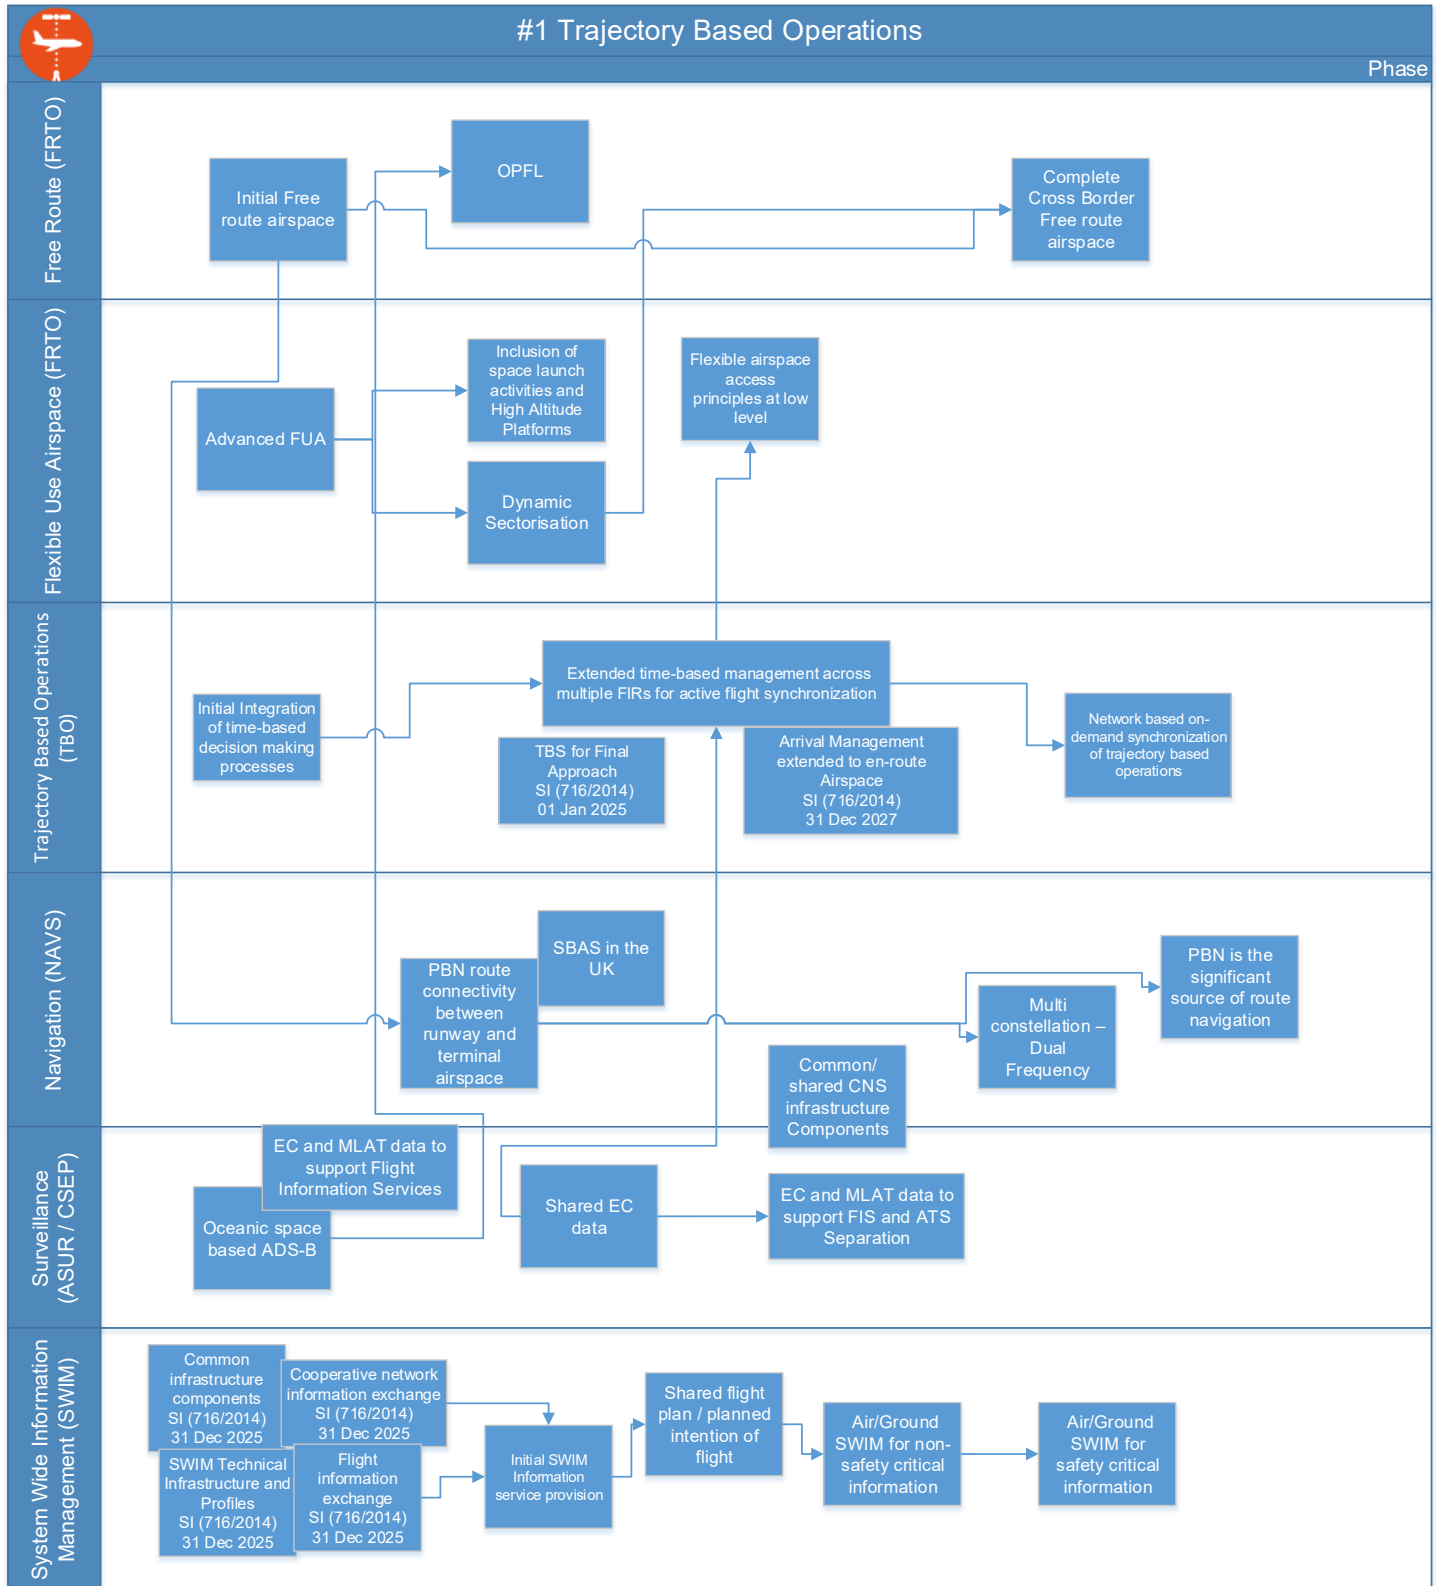 #1 Trajectory Based Operations
Phase
Free Route (FRTO)
Initial Free
route airspace
OPFL
Complete
Cross Border
Free route
airspace
Flexible Use Airspace (FRTO)
Advanced FUA
Inclusion of
space launch
activities and
High Altitude
Platforms
Dynamic
Sectorisation
Flexible airspace
access
principles at low
level
Trajectory Based Operations
(TBO)
Initial Integration
of time-based
decision making
processes
Extended time-based management across
multiple FIRs for active flight synchronization
TBS for Final
Approach
SI (716/2014)
01 Jan 2025
Arrival Management
extended to en-route
Airspace
SI (716/2014)
31 Dec 2027
Network based on-
demand synchronization
of trajectory based
operations
Navigation (NAVS)
PBN route
connectivity
between
runway and
terminal
airspace
SBAS in the
UK
Multi
constellation –
Dual
Frequency
PBN is the
significant
source of route
navigation
Common/
shared CNS
infrastructure
Components
Surveillance
(ASUR / CSEP)
EC and MLAT data to
support Flight
Information Services
Oceanic space
based ADS-B
Shared EC
data
EC and MLAT data to
support FIS and ATS
Separation
System Wide Information
Management (SWIM)
Common
infrastructure
components
SI (716/2014)
31 Dec 2025
Cooperative network
information exchange
SI (716/2014)
31 Dec 2025
SWIM Technical
Infrastructure and
Profiles
SI (716/2014)
31 Dec 2025
Flight
information
exchange
SI (716/2014)
31 Dec 2025
Initial SWIM
Information
service provision
Shared flight
plan / planned
intention of
flight
Air/Ground
SWIM for non-
safety critical
information
Air/Ground
SWIM for
safety critical
information